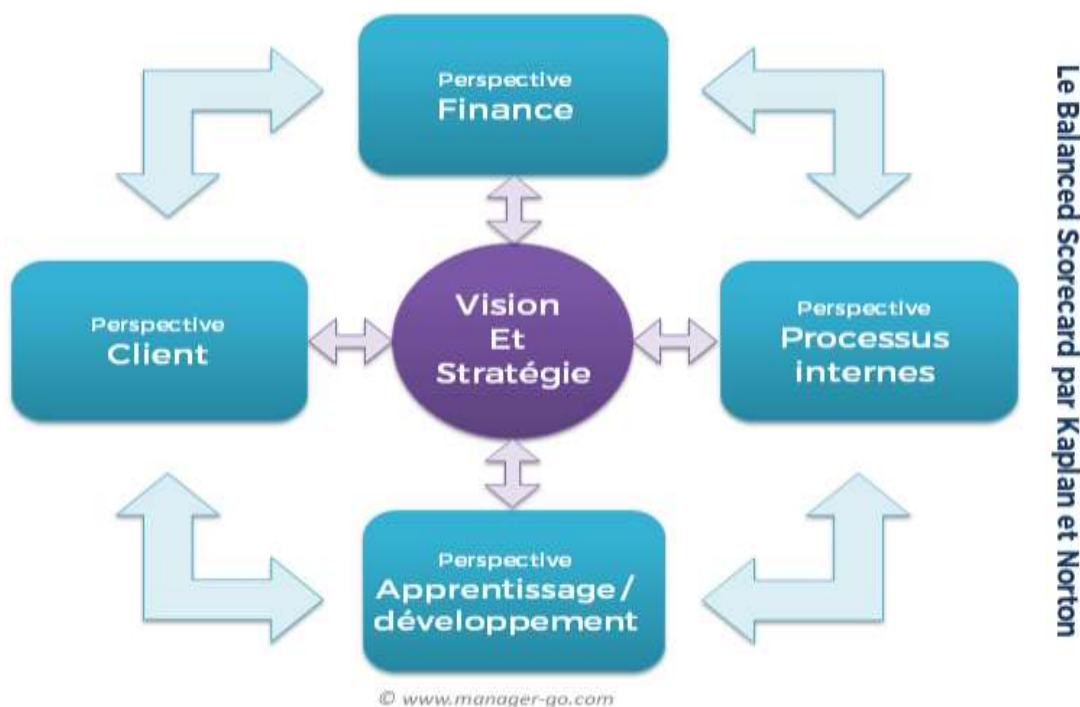 Perspective
Finance
Perspective
Client
Vision
Et
Stratégie
Perspective
Processus
internes
Perspective
Apprentissage/
développement
Le Balanced Scorecard par Kaplan et Norton
© www.manager-go.com